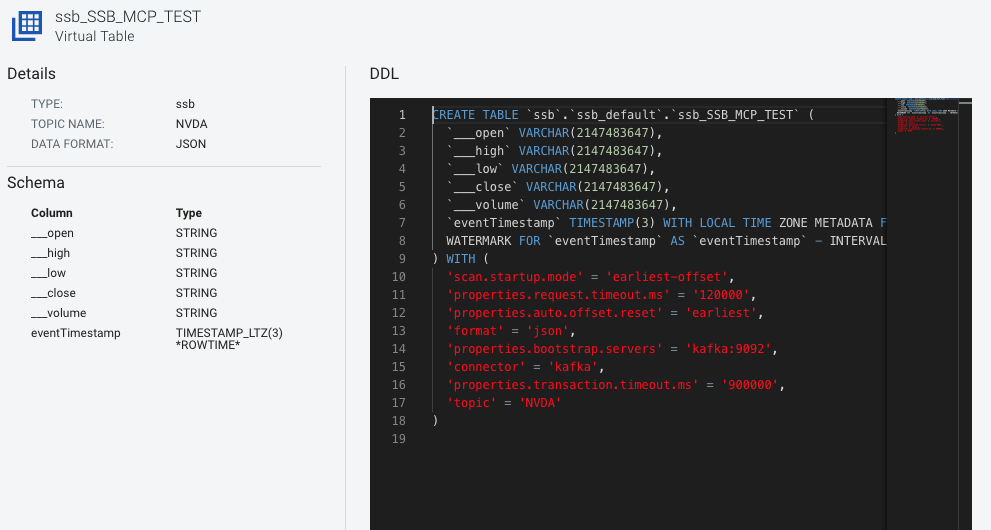 ssb_SSB_MCP_TEST
Virtual Table
Details
TYPE: ssb
TOPIC NAME: NVDA
DATA FORMAT: JSON
Schema
Column Type
___open STRING
___high STRING
___low STRING
___close STRING
___volume STRING
eventTimestamp TIMESTAMP_LTZ(3)
*ROWTIME*
DDL
1 CREATE TABLE `ssb`.`ssb_default`.`ssb_SSB_MCP_TEST` (
2 `___open` VARCHAR(2147483647),
3 `___high` VARCHAR(2147483647),
4 `___low` VARCHAR(2147483647),
5 `___close` VARCHAR(2147483647),
6 `___volume` VARCHAR(2147483647),
7 `eventTimestamp` TIMESTAMP(3) WITH LOCAL TIME ZONE METADATA F
8 WATERMARK FOR `eventTimestamp` AS `eventTimestamp` - INTERVAL
9 ) WITH (
10 'scan.startup.mode' = 'earliest-offset',
11 'properties.request.timeout.ms' = '120000',
12 'properties.auto.offset.reset' = 'earliest',
13 'format' = 'json',
14 'properties.bootstrap.servers' = 'kafka:9092',
15 'connector' = 'kafka',
16 'properties.transaction.timeout.ms' = '900000',
17 'topic' = 'NVDA'
18 )
19